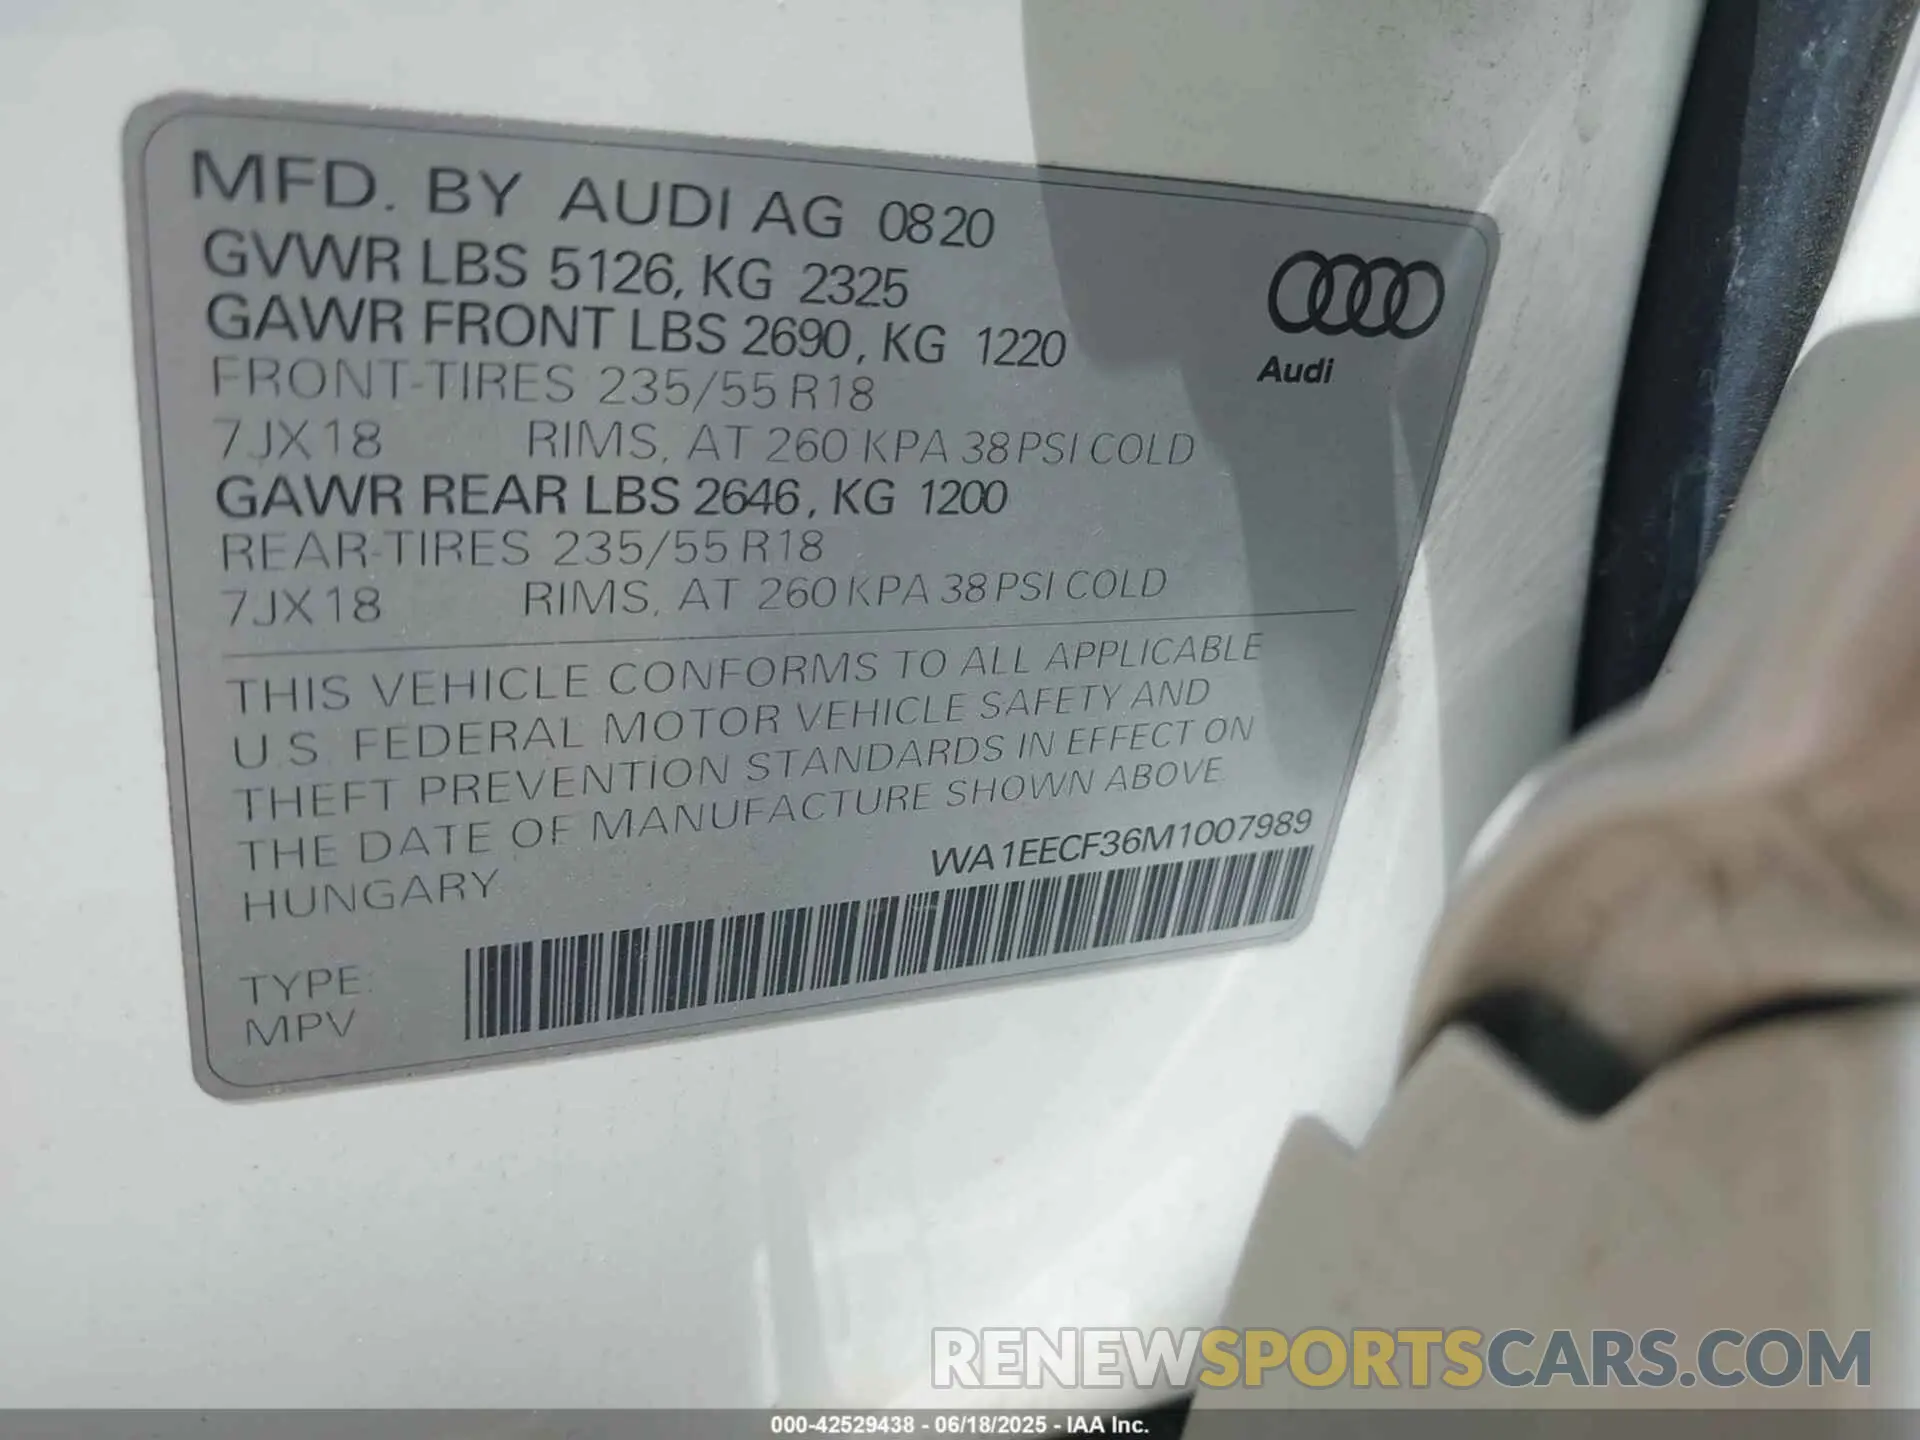 MFD. BY AUDI AG 0820
GVWR LBS 5126, KG 2325
GAWR FRONT LBS 2690, KG 1220
FRONT-TIRES 235/55 R18
7JX18 RIMS, AT 260 KPA 38 PSI COLD
GAWR REAR LBS 2646, KG 1200
REAR-TIRES 235/55 R18
7JX18 RIMS, AT 260 KPA 38 PSI COLD
Audi
THIS VEHICLE CONFORMS TO ALL APPLICABLE
U.S. FEDERAL MOTOR VEHICLE SAFETY AND
THEFT PREVENTION STANDARDS IN EFFECT ON
THE DATE OF MANUFACTURE SHOWN ABOVE.
HUNGARY
WA1EECF36M1007989
TYPE:
MPV
RENEWSPORTSCARS.COM
000-42529438 - 06/18/2025 - IAA Inc.